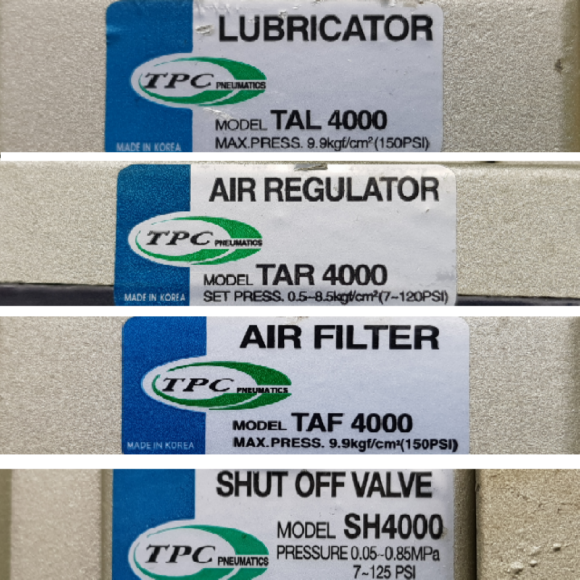 LUBRICATOR
TPC PNEUMATICS
MODEL TAL 4000
MAX.PRESS. 9.9kgf/cm²(150PSI)
MADE IN KOREA
AIR REGULATOR
TPC PNEUMATICS
MODEL TAR 4000
MADE IN KOREA
SET PRESS. 0.5~8.5kgf/cm²(7~120PSI)
AIR FILTER
TPC PNEUMATICS
MODEL TAF 4000
MADE IN KOREA
MAX.PRESS. 9.9kgf/cm²(150PSI)
SHUT OFF VALVE
MODEL SH4000
TPC PNEUMATICS
PRESSURE 0.05~0.85MPa
7~125 PSI